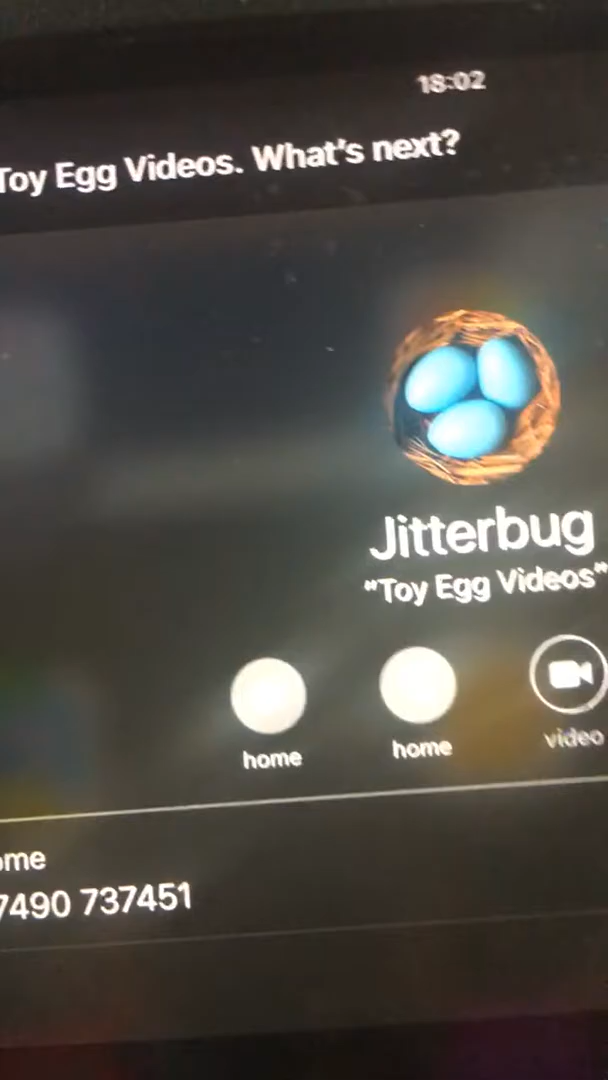 18:02
Toy Egg Videos. What's next?
Jitterbug
"Toy Egg Videos"
home
home
video
ome
7490 737451